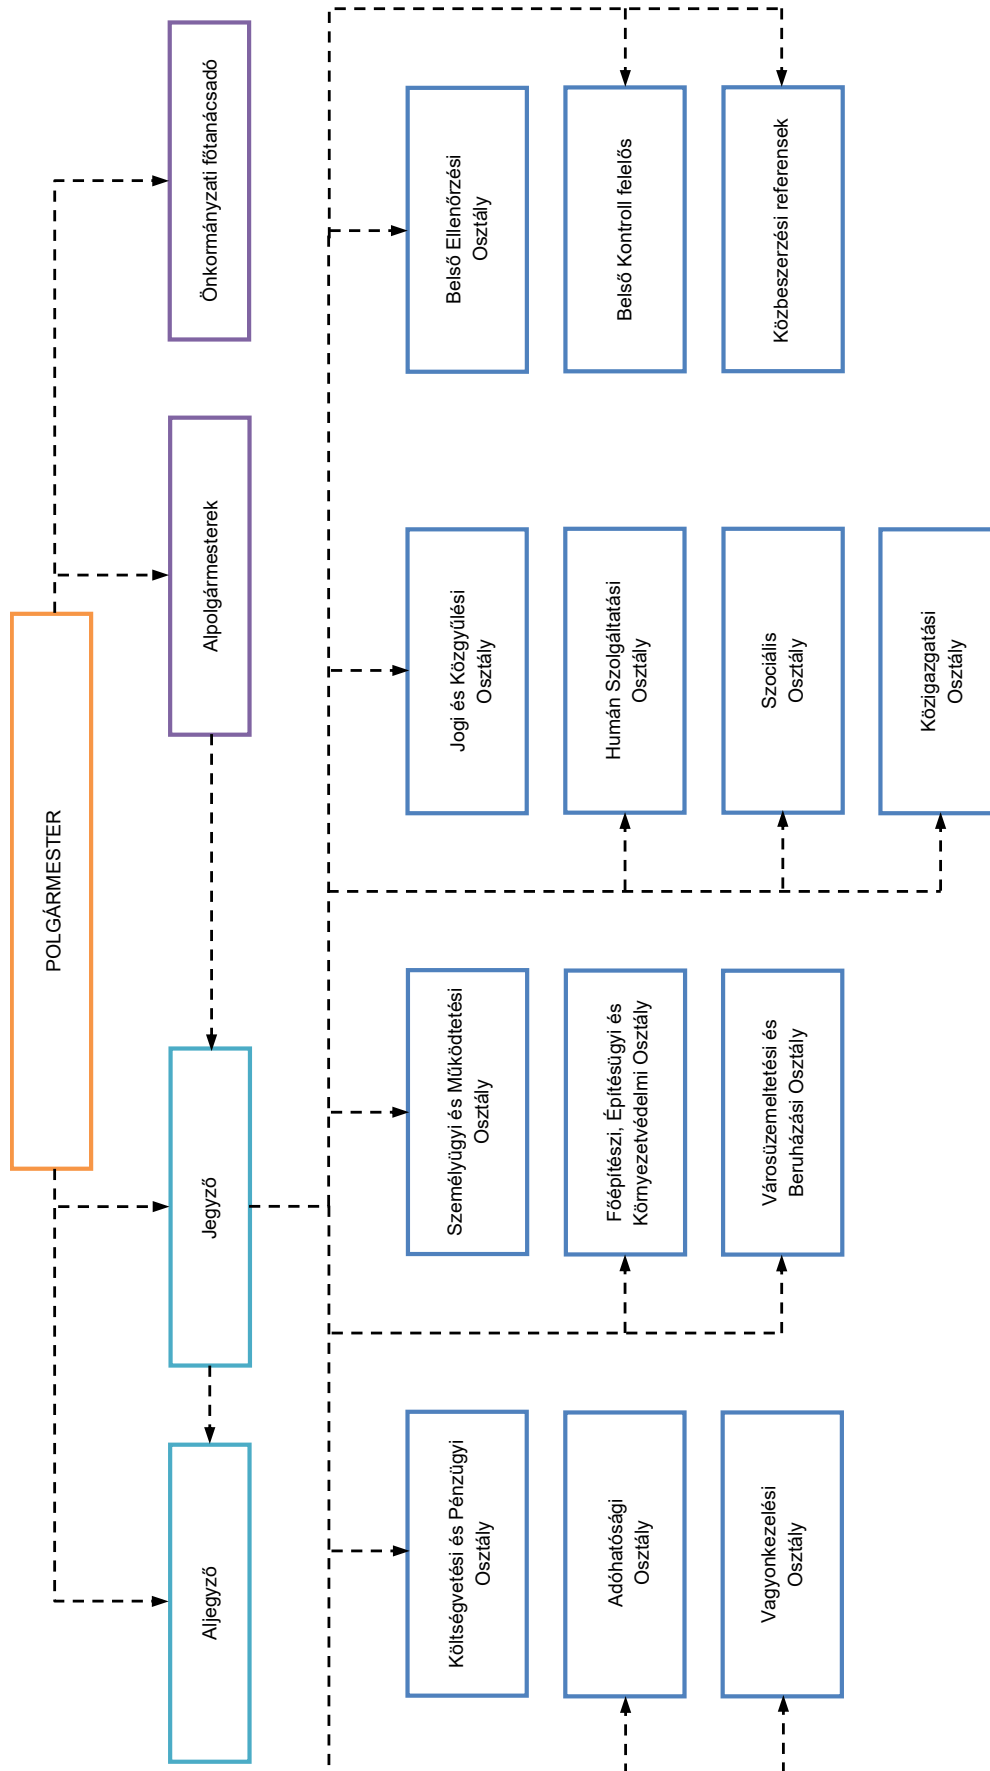 POLGÁRMESTER
Aljegyző
Jegyző
Alpolgármesterek
Önkormányzati főtanácsadó
Költségvetési és Pénzügyi
Osztály
Személyügyi és Működtetési
Osztály
Jogi és Közgyűlési
Osztály
Belső Ellenőrzési
Osztály
Adóhatósági
Osztály
Főépítészi, Építésügyi és
Környezetvédelmi Osztály
Humán Szolgáltatási
Osztály
Belső Kontroll felelős
Vagyonkezelési
Osztály
Városüzemeltetési és
Beruházási Osztály
Szociális
Osztály
Közbeszerzési referensek
Közigazgatási
Osztály